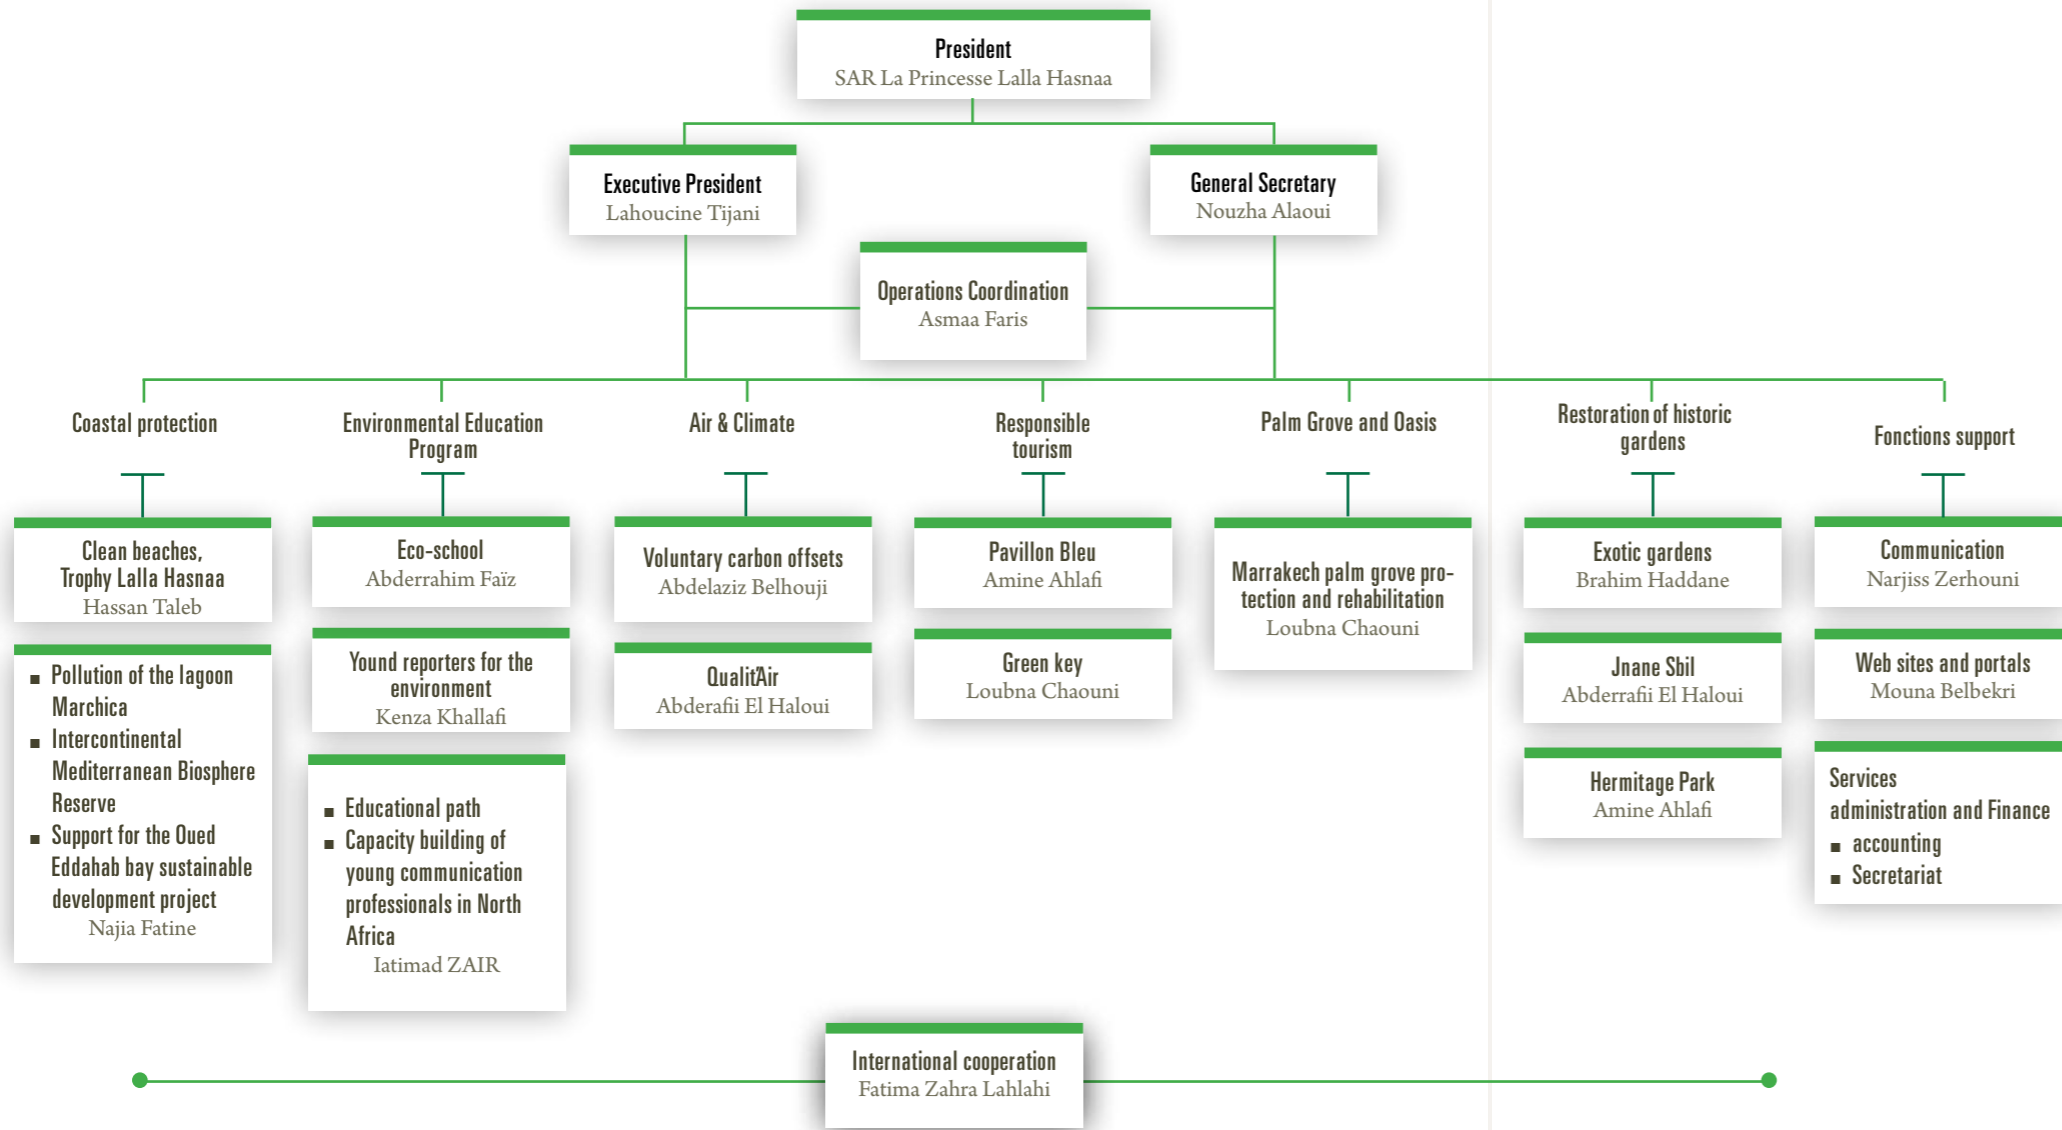 President
SAR La Princesse Lalla Hasnaa
Executive President
Lahoucine Tijani
General Secretary
Nouzha Alaoui
Operations Coordination
Asmaa Faris
Coastal protection
Clean beaches,
Trophy Lalla Hasnaa
Hassan Taleb
▪ Pollution of the lagoon
Marchica
▪ Intercontinental
Mediterranean Biosphere
Reserve
▪ Support for the Oued
Eddahab bay sustainable
development project
Najia Fatine
Environmental Education
Program
Eco-school
Abderrahim Faïz
Yound reporters for the
environment
Kenza Khallafi
▪ Educational path
▪ Capacity building of
young communication
professionals in North
Africa
Iatimad ZAIR
Air & Climate
Voluntary carbon offsets
Abdelaziz Belhouji
Qualit'Air
Abderafii El Haloui
Responsible
tourism
Pavillon Bleu
Amine Ahlafi
Green key
Loubna Chaouni
Palm Grove and Oasis
Marrakech palm grove pro-
tection and rehabilitation
Loubna Chaouni
Restoration of historic
gardens
Exotic gardens
Brahim Haddane
Jnane Sbil
Abderrafii El Haloui
Hermitage Park
Amine Ahlafi
Fonctions support
Communication
Narjiss Zerhouni
Web sites and portals
Mouna Belbekri
Services
administration and Finance
▪ accounting
▪ Secretariat
International cooperation
Fatima Zahra Lahlahi